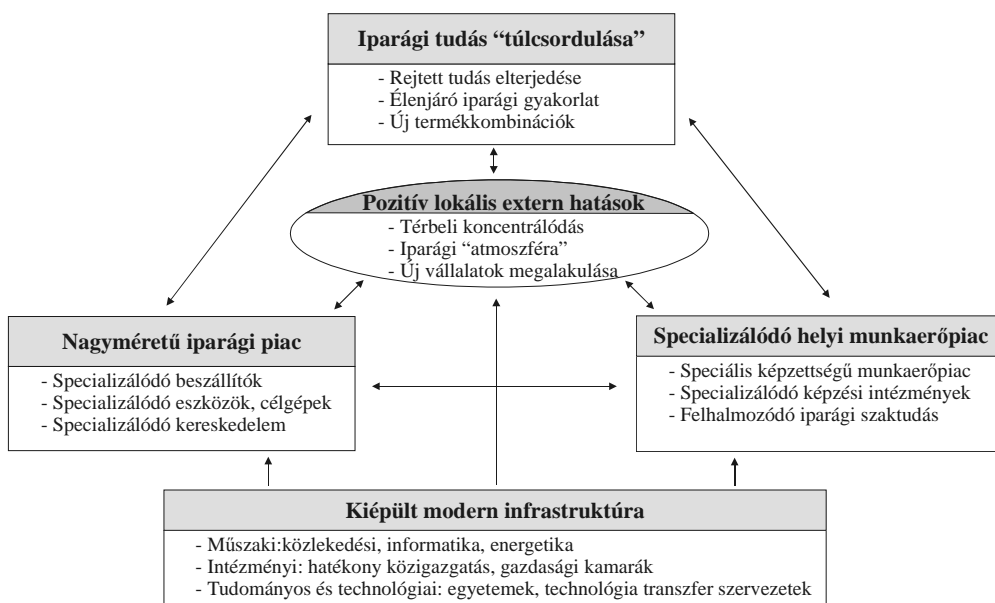 Iparági tudás “túlcsordulása”
- Rejtett tudás elterjedése
- Élenjáró iparági gyakorlat
- Új termékkombinációk
Pozitív lokális extern hatások
- Térbeli koncentrálódás
- Iparági “atmoszféra”
- Új vállalatok megalakulása
Nagyméretű iparági piac
- Specializálódó beszállítók
- Specializálódó eszközök, célgépek
- Specializálódó kereskedelem
Specializálódó helyi munkaerőpiac
- Speciális képzettségű munkaerőpiac
- Specializálódó képzési intézmények
- Felhalmozódó iparági szaktudás
Kiépült modern infrastruktúra
- Műszaki:közlekedési, informatika, energetika
- Intézményi: hatékony közigazgatás, gazdasági kamarák
- Tudományos és technológiai: egyetemek, technológia transzfer szervezetek